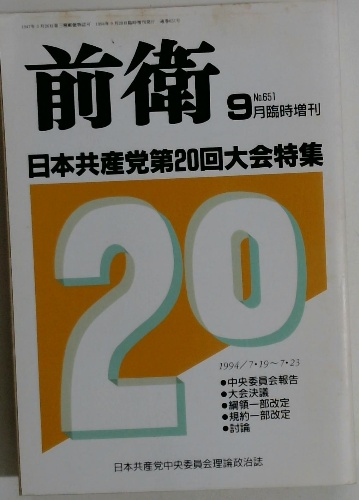 前衛
No651
9月臨時増刊
日本共産党第20回大会特集
20
1994/7・19〜7・23
●中央委員会報告
●大会決議
●綱領一部改定
●規約一部改定
●討論
日本共産党中央委員会理論政治誌